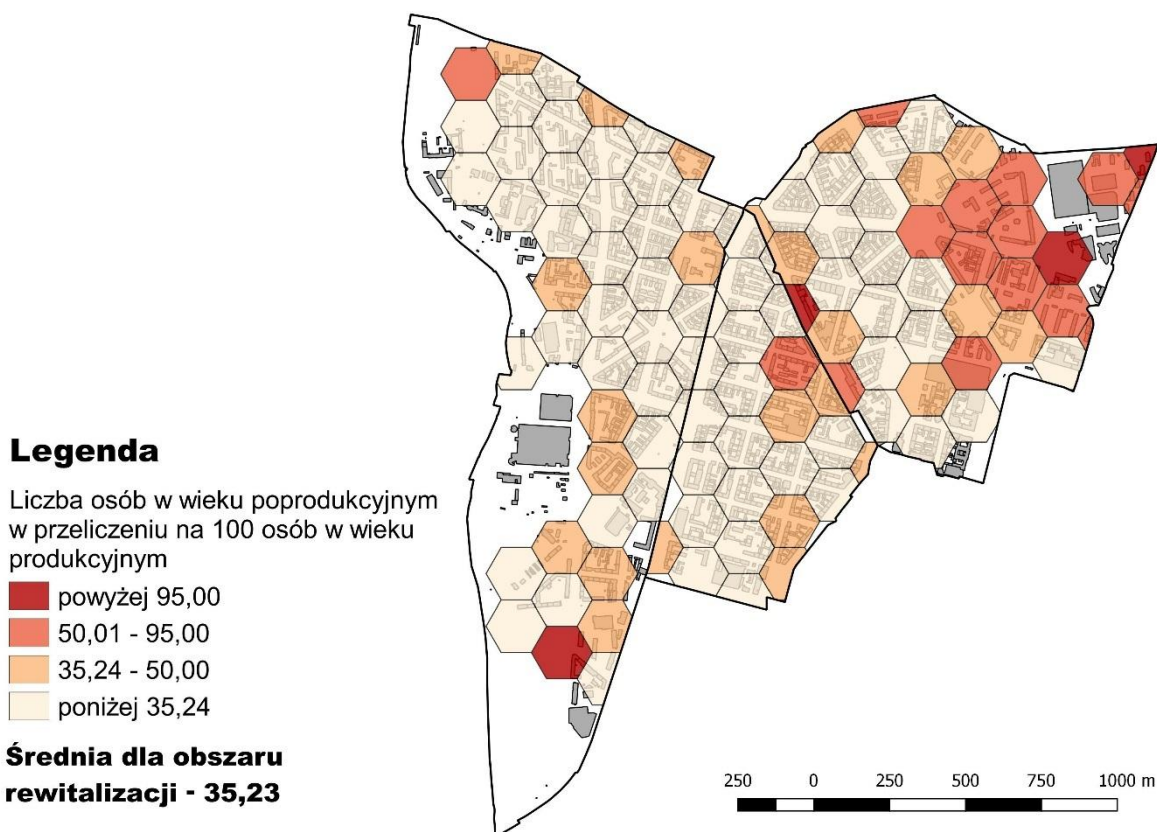 Legenda
Liczba osób w wieku poprodukcyjnym
w przeliczeniu na 100 osób w wieku
produkcyjnym
powyżej 95,00
50,01 - 95,00
35,24 - 50,00
poniżej 35,24
Średnia dla obszaru
rewitalizacji - 35,23
250 0 250 500 750 1000 m